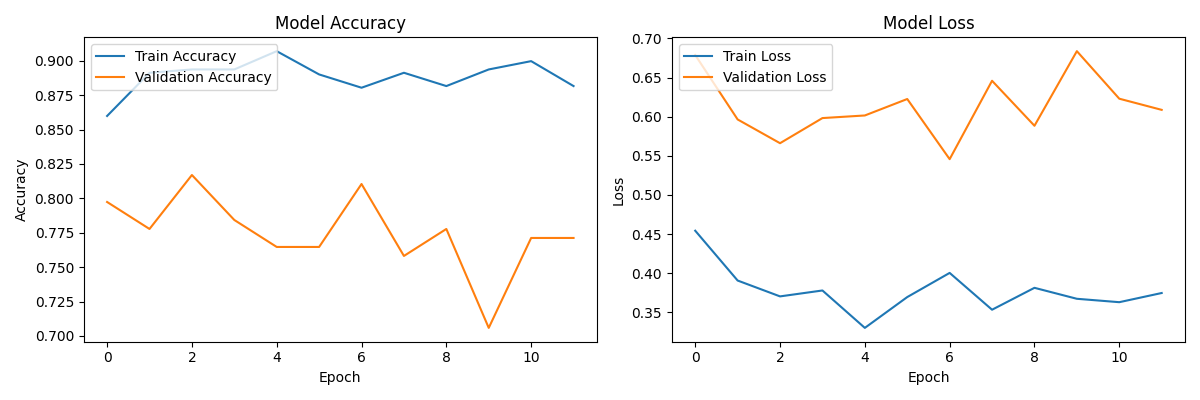 Model Accuracy
Train Accuracy
Validation Accuracy
0.900
0.875
0.850
0.825
0.800
0.775
0.750
0.725
0.700
Accuracy
0 2 4 6 8 10
Epoch
Model Loss
Train Loss
Validation Loss
0.70
0.65
0.60
0.55
0.50
0.45
0.40
0.35
Loss
0 2 4 6 8 10
Epoch